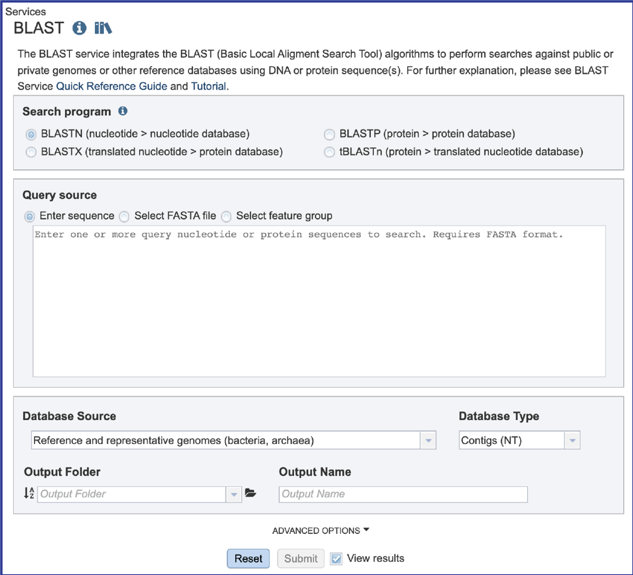 Services
BLAST
The BLAST service integrates the BLAST (Basic Local Aligment Search Tool) algorithms to perform searches against public or
private genomes or other reference databases using DNA or protein sequence(s). For further explanation, please see BLAST
Service Quick Reference Guide and Tutorial.
Search program
BLASTN (nucleotide > nucleotide database) BLASTP (protein > protein database)
BLASTX (translated nucleotide > protein database) tBLASTn (protein > translated nucleotide database)
Query source
Enter sequence Select FASTA file Select feature group
Enter one or more query nucleotide or protein sequences to search. Requires FASTA format.
Database Source Database Type
Reference and representative genomes (bacteria, archaea) Contigs (NT)
Output Folder Output Name
Output Folder Output Name
ADVANCED OPTIONS
Reset Submit View results